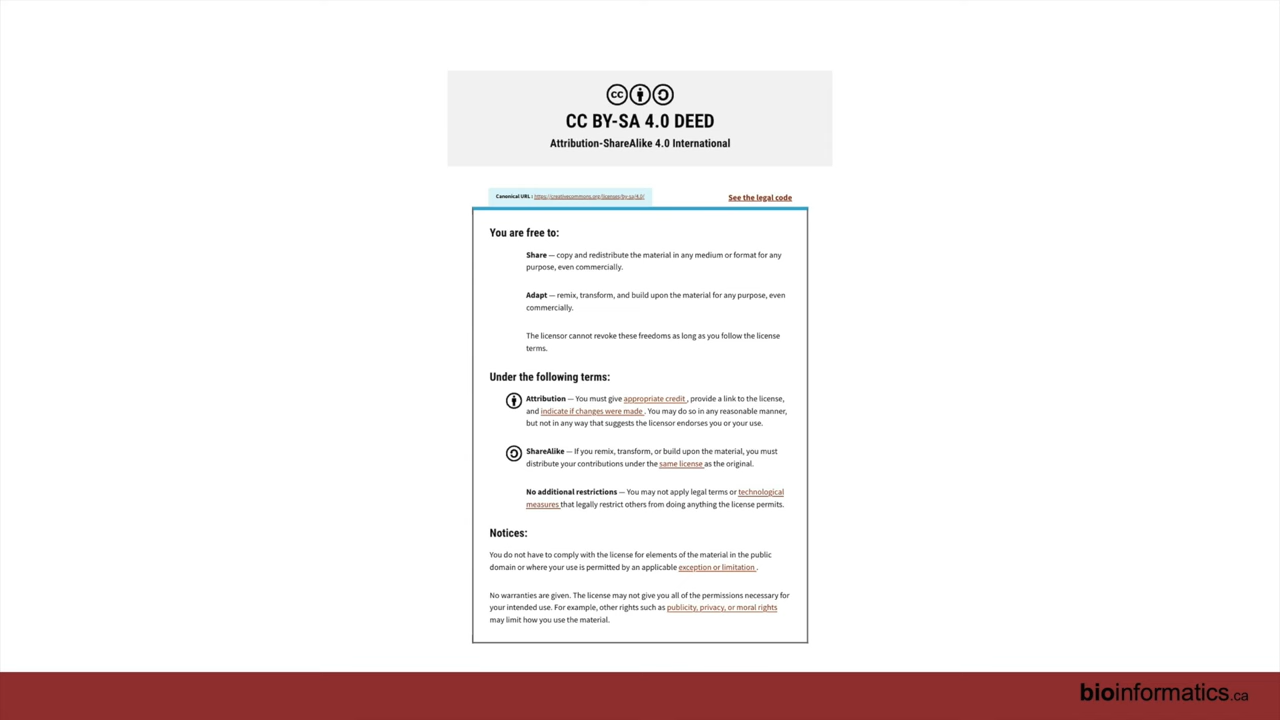 CC BY-SA 4.0 DEED
Attribution-ShareAlike 4.0 International
Canonical URL : https://creativecommons.org/licenses/by-sa/4.0/
See the legal code
You are free to:
Share — copy and redistribute the material in any medium or format for any
purpose, even commercially.
Adapt — remix, transform, and build upon the material for any purpose, even
commercially.
The licensor cannot revoke these freedoms as long as you follow the license
terms.
Under the following terms:
Attribution — You must give appropriate credit , provide a link to the license,
and indicate if changes were made . You may do so in any reasonable manner,
but not in any way that suggests the licensor endorses you or your use.
ShareAlike — If you remix, transform, or build upon the material, you must
distribute your contributions under the same license as the original.
No additional restrictions — You may not apply legal terms or technological
measures that legally restrict others from doing anything the license permits.
Notices:
You do not have to comply with the license for elements of the material in the public
domain or where your use is permitted by an applicable exception or limitation .
No warranties are given. The license may not give you all of the permissions necessary for
your intended use. For example, other rights such as publicity, privacy, or moral rights
may limit how you use the material.
bioinformatics.ca